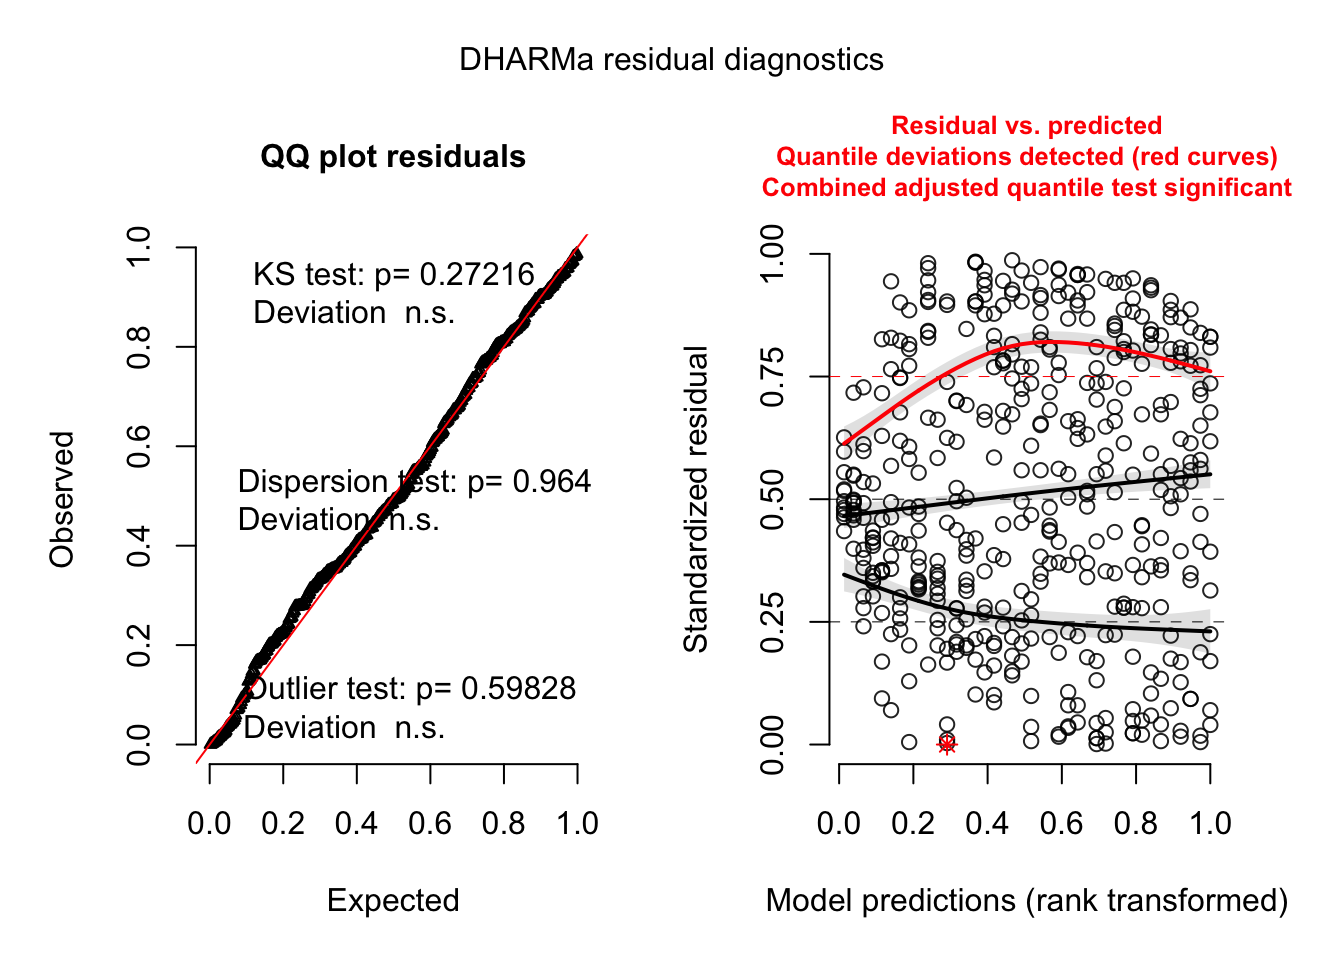 DHARMa residual diagnostics
QQ plot residuals
KS test: p= 0.27216
Deviation n.s.
Dispersion test: p= 0.964
Deviation n.s.
Outlier test: p= 0.59828
Deviation n.s.
Observed
0.0 0.2 0.4 0.6 0.8 1.0
0.0 0.2 0.4 0.6 0.8 1.0
Expected
Residual vs. predicted
Quantile deviations detected (red curves)
Combined adjusted quantile test significant
Standardized residual
0.00 0.25 0.50 0.75 1.00
0.0 0.2 0.4 0.6 0.8 1.0
Model predictions (rank transformed)